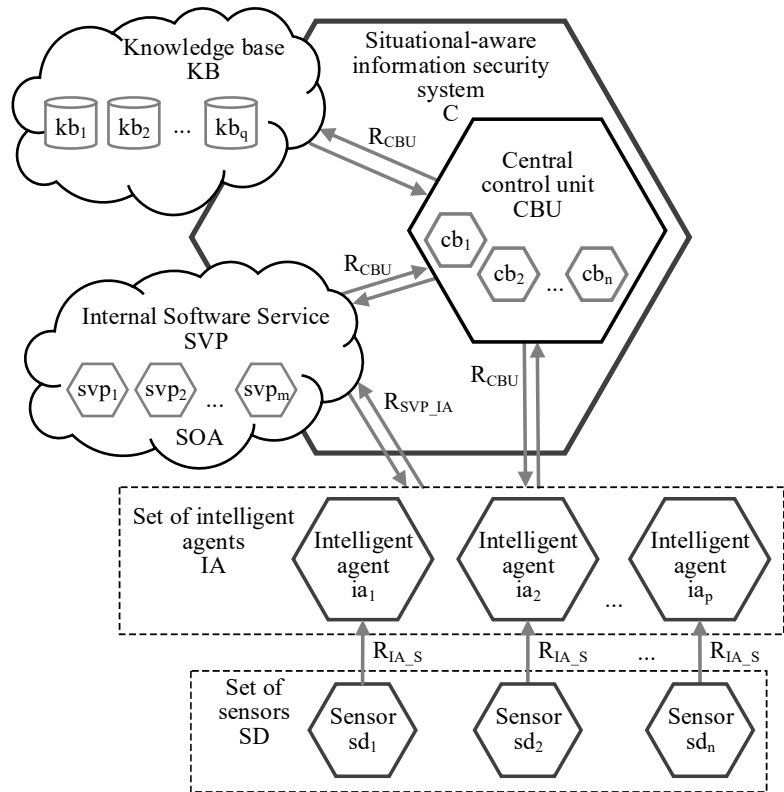 Knowledge base
KB
kb1 kb2 ... kbq
Situational-aware
information security
system
C
RCBU
Central
control unit
CBU
cb1
cb2 ... cbn
RCBU
Internal Software Service
SVP
svp1 svp2 ... svpm
SOA
RCBU
RSVP_IA
Set of intelligent
agents
IA
Intelligent
agent
ia1
Intelligent
agent
ia2
...
Intelligent
agent
iap
RIA_S RIA_S ... RIA_S
Set of
sensors
SD
Sensor
sd1
Sensor
sd2
...
Sensor
sdn